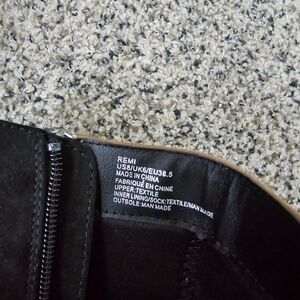 REMI
US8/UK6/EU38.5
MADE IN CHINA
FABRIQUÉ EN CHINE
UPPER:TEXTILE
INNER LINING/SOCK:TEXTILE/MAN MADE
OUTSOLE:MAN MADE